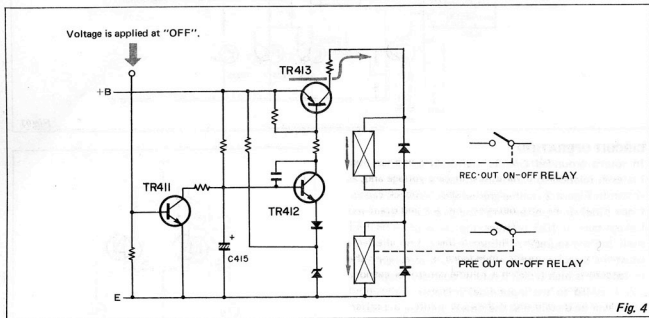 Voltage is applied at "OFF".
TR413
+B
REC-OUT ON-OFF RELAY
TR411
TR412
+
C415
PRE OUT ON-OFF RELAY
E
Fig. 4